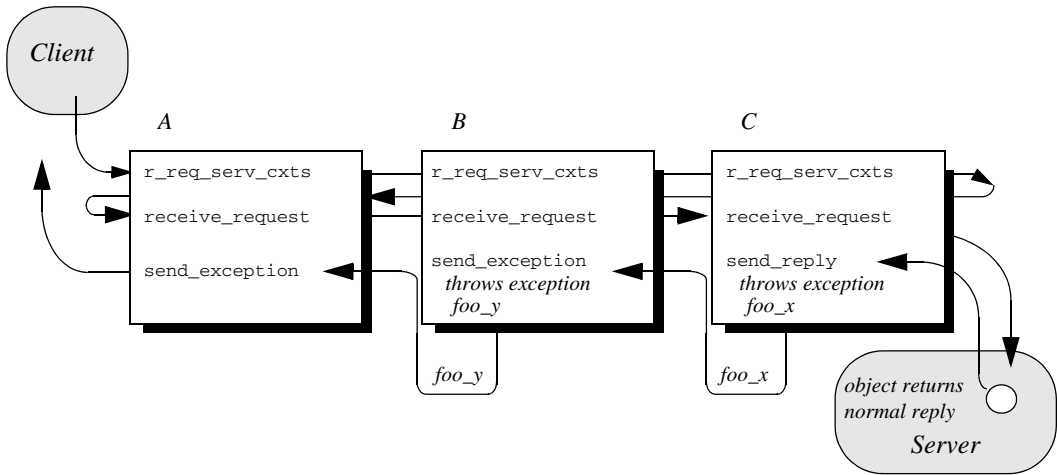 Client
A
B
C
r_req_serv_cxts
r_req_serv_cxts
r_req_serv_cxts
receive_request
receive_request
receive_request
send_exception
send_exception
throws exception
foo_y
send_reply
throws exception
foo_x
foo_y
foo_x
object returns
normal reply
Server